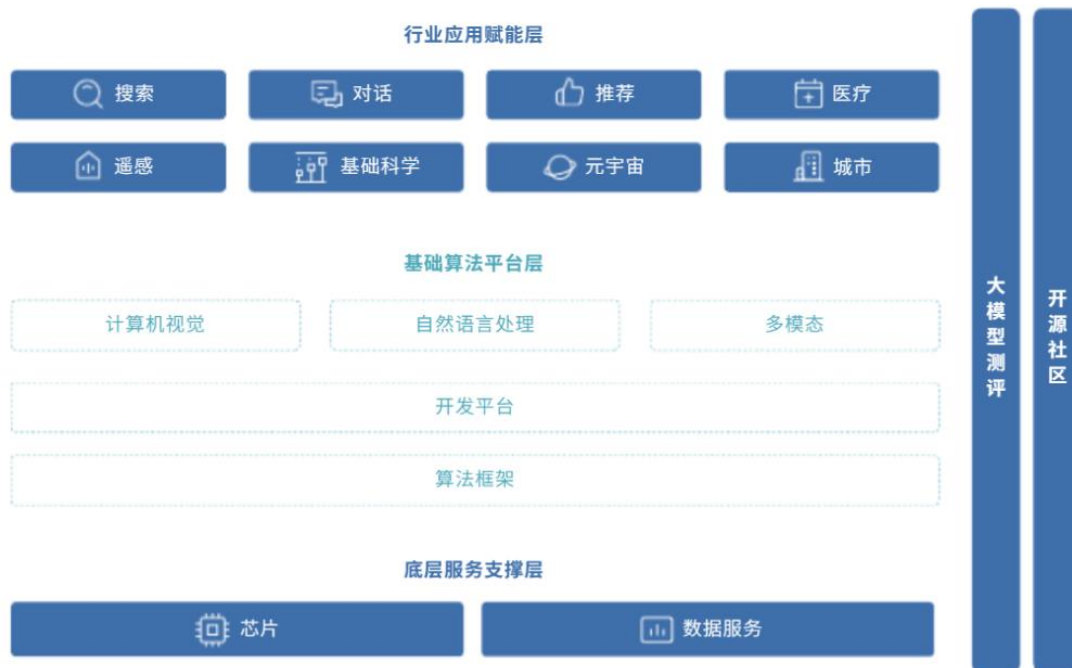 行业应用赋能层
搜索
对话
推荐
医疗
遥感
基础科学
元宇宙
城市
基础算法平台层
计算机视觉
自然语言处理
多模态
开发平台
算法框架
底层服务支撑层
芯片
数据服务
大模型测评
开源社区